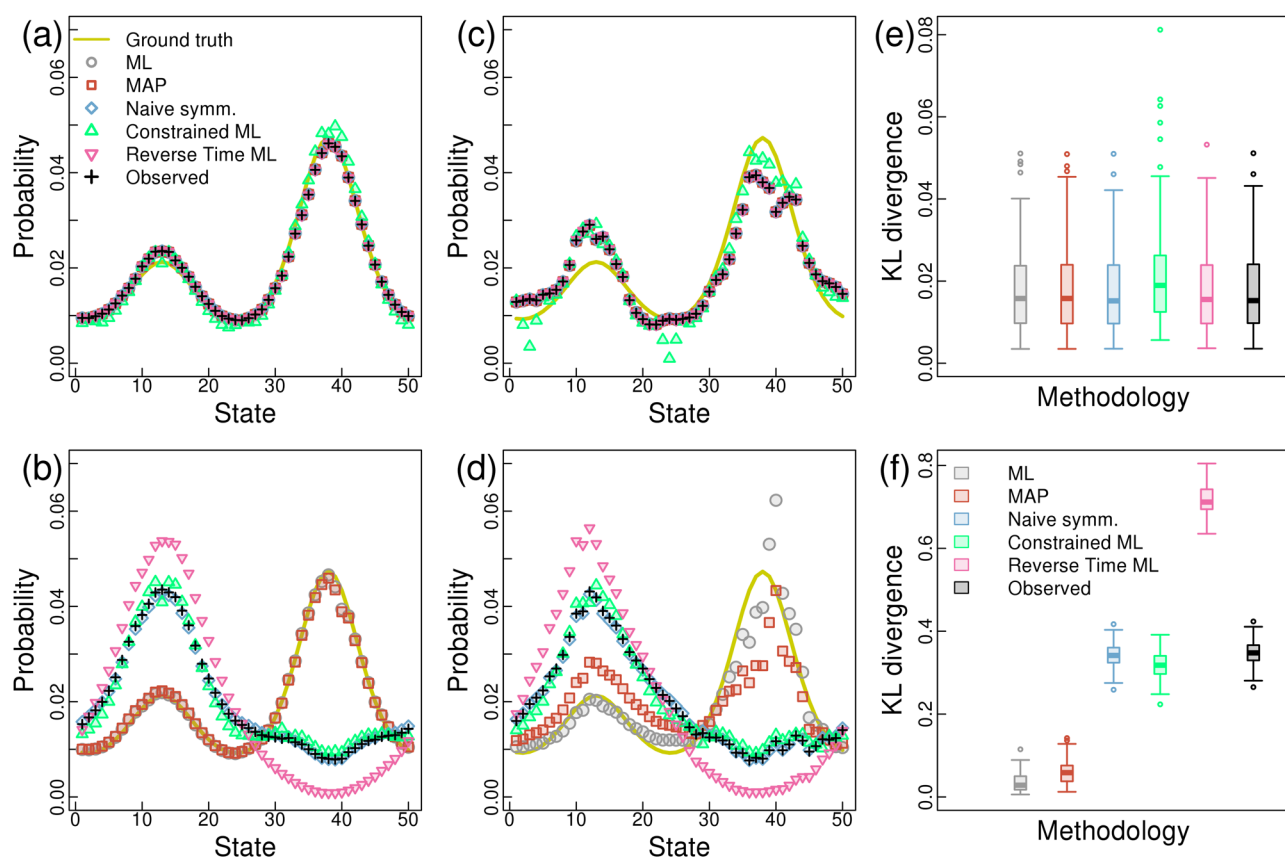 (a)
Ground truth
ML
MAP
Naive symm.
Constrained ML
Reverse Time ML
Observed
Probability
0.00 0.02 0.04 0.06
0 10 20 30 40 50
State
(c)
Probability
0.00 0.02 0.04 0.06
0 10 20 30 40 50
State
(e)
KL divergence
0.00 0.02 0.04 0.06 0.08
Methodology
(b)
Probability
0.00 0.02 0.04 0.06
0 10 20 30 40 50
State
(d)
Probability
0.00 0.02 0.04 0.06
0 10 20 30 40 50
State
(f)
ML
MAP
Naive symm.
Constrained ML
Reverse Time ML
Observed
KL divergence
0.0 0.2 0.4 0.6 0.8
Methodology